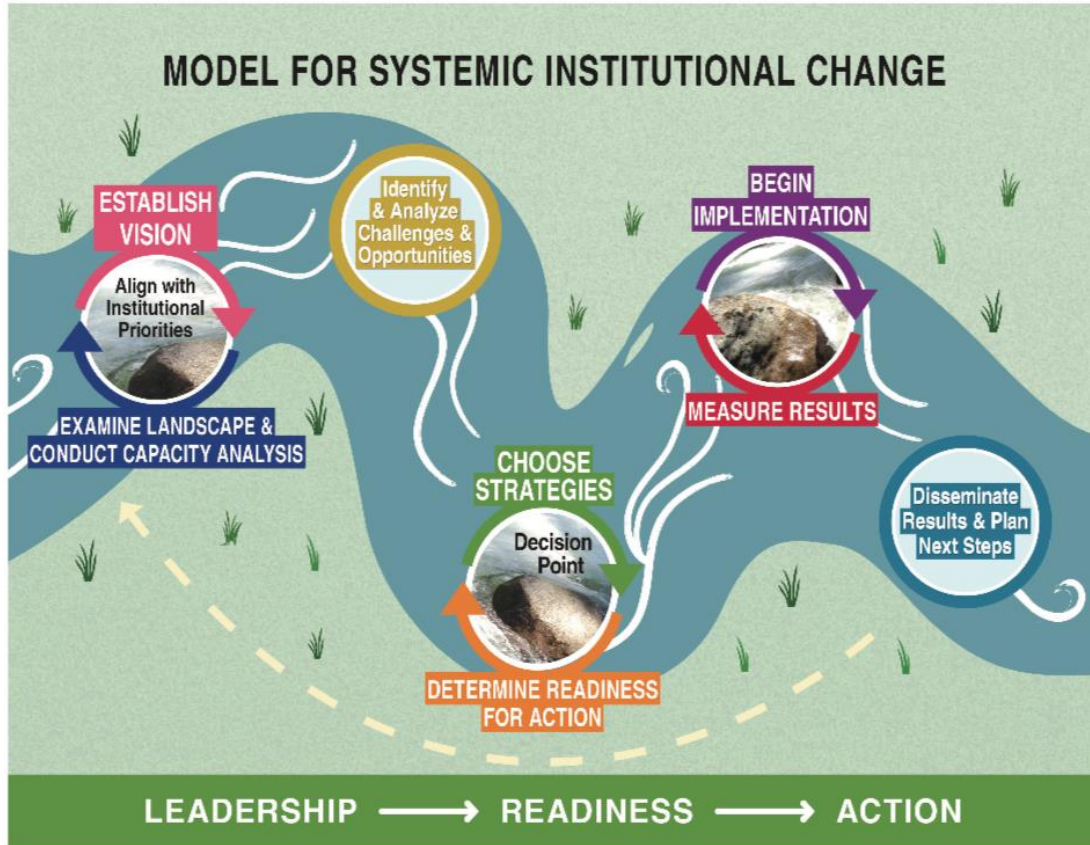 MODEL FOR SYSTEMIC INSTITUTIONAL CHANGE
ESTABLISH
VISION
Align with
Institutional
Priorities
EXAMINE LANDSCAPE &
CONDUCT CAPACITY ANALYSIS
Identify
& Analyze
Challenges &
Opportunities
CHOOSE
STRATEGIES
Decision
Point
DETERMINE READINESS
FOR ACTION
BEGIN
IMPLEMENTATION
MEASURE RESULTS
Disseminate
Results & Plan
Next Steps
LEADERSHIP → READINESS → ACTION